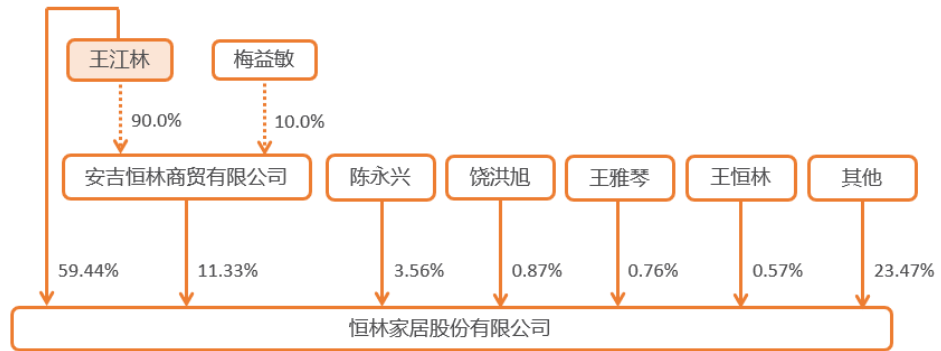 王江林
梅益敏
90.0%
10.0%
安吉恒林商贸有限公司
陈永兴
饶洪旭
王雅琴
王恒林
其他
59.44%
11.33%
3.56%
0.87%
0.76%
0.57%
23.47%
恒林家居股份有限公司